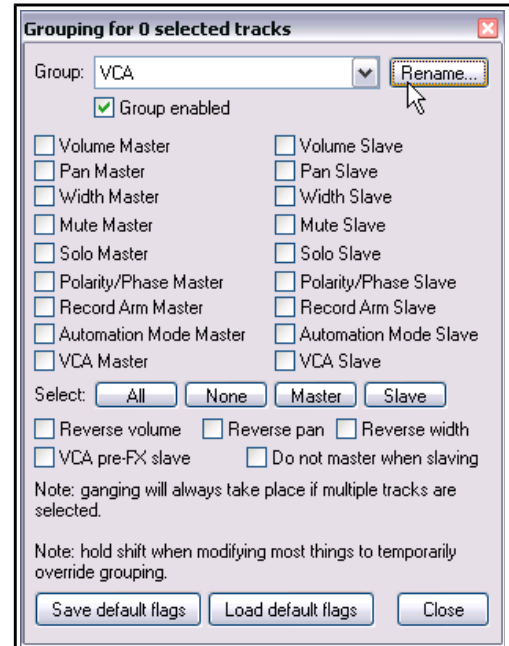 Grouping for 0 selected tracks
Group: VCA Rename...
Group enabled
Volume Master Volume Slave
Pan Master Pan Slave
Width Master Width Slave
Mute Master Mute Slave
Solo Master Solo Slave
Polarity/Phase Master Polarity/Phase Slave
Record Arm Master Record Arm Slave
Automation Mode Master Automation Mode Slave
VCA Master VCA Slave
Select: All None Master Slave
Reverse volume Reverse pan Reverse width
VCA pre-FX slave Do not master when slaving
Note: ganging will always take place if multiple tracks are
selected.
Note: hold shift when modifying most things to temporarily
override grouping.
Save default flags Load default flags Close